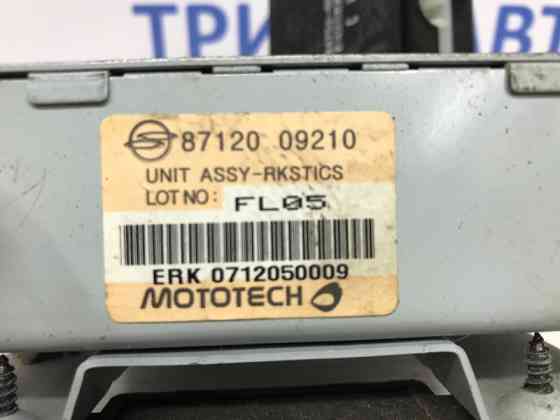 ТРИ АВТ
87120 09210
UNIT ASSY-RKSTICS
LOT NO: FL05
ERK 0712050009
MOTOTECH